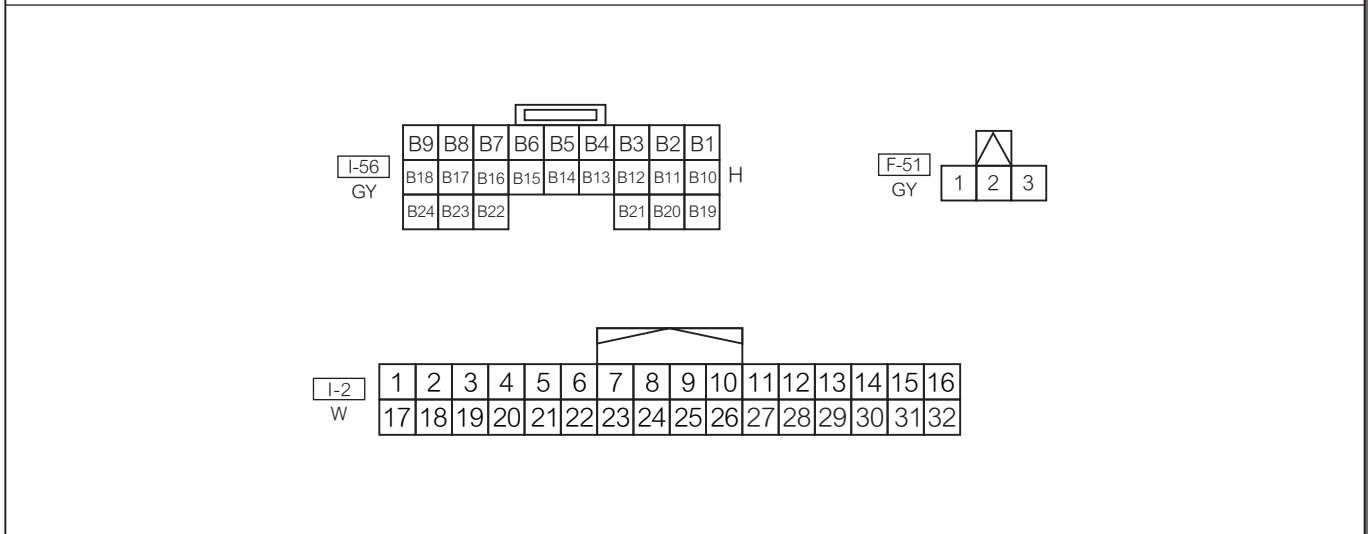 B9 B8 B7 B6 B5 B4 B3 B2 B1
I-56
B18 B17 B16 B15 B14 B13 B12 B11 B10 H
GY
B24 B23 B22 B21 B20 B19
F-51
GY
1 2 3
1 2 3 4 5 6 7 8 9 10 11 12 13 14 15 16
I-2
W
17 18 19 20 21 22 23 24 25 26 27 28 29 30 31 32